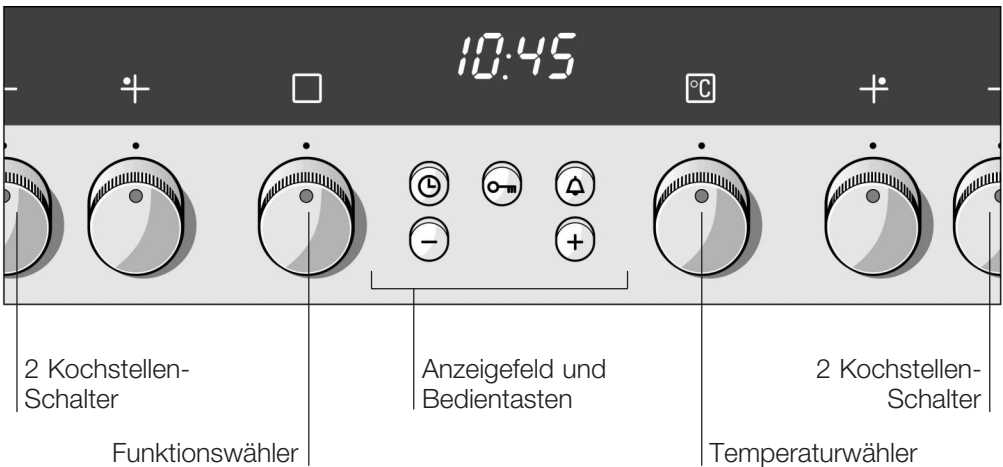 10:45
°C
2 Kochstellen-
Schalter
Anzeigefeld und
Bedientasten
2 Kochstellen-
Schalter
Funktionswähler
Temperaturwähler